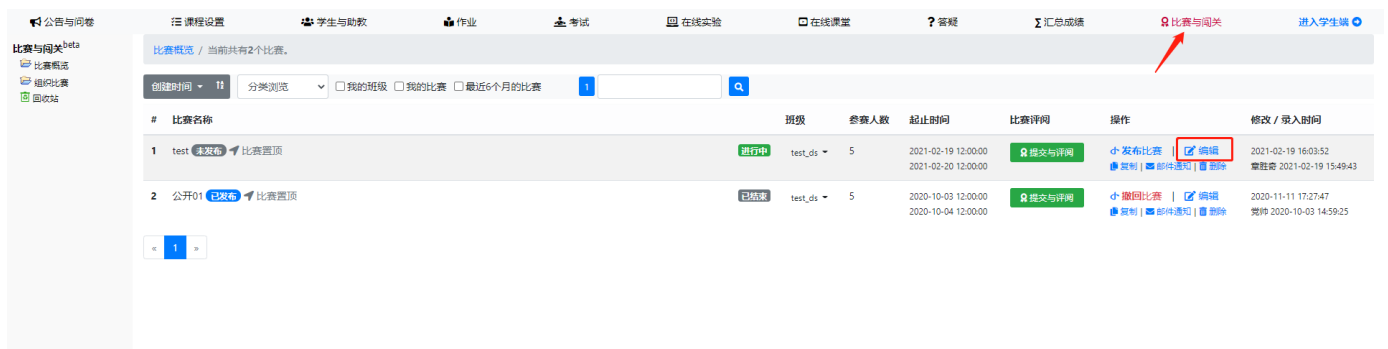 公告与问卷 课程设置 学生与助教 作业 考试 在线实验 在线课堂 答疑 汇总成绩 比赛与闯关 进入学生端
比赛与闯关beta
比赛概览
组织比赛
回收站
比赛概览 / 当前共有2个比赛。
创建时间 分类浏览 我的班级 我的比赛 最近6个月的比赛 1
# 比赛名称 班级 参赛人数 起止时间 比赛评阅 操作 修改 / 录入时间
1 test 未发布 比赛置顶 进行中 test_ds 5 2021-02-19 12:00:00 提交与评阅 发布比赛 | 编辑 2021-02-19 16:03:52
2021-02-20 12:00:00 复制 | 邮件通知 | 删除 章胜奇 2021-02-19 15:49:43
2 公开01 已发布 比赛置顶 已结束 test_ds 5 2020-10-03 12:00:00 提交与评阅 撤回比赛 | 编辑 2020-11-11 17:27:47
2020-10-04 12:00:00 复制 | 邮件通知 | 删除 党帅 2020-10-03 14:59:25
« 1 »